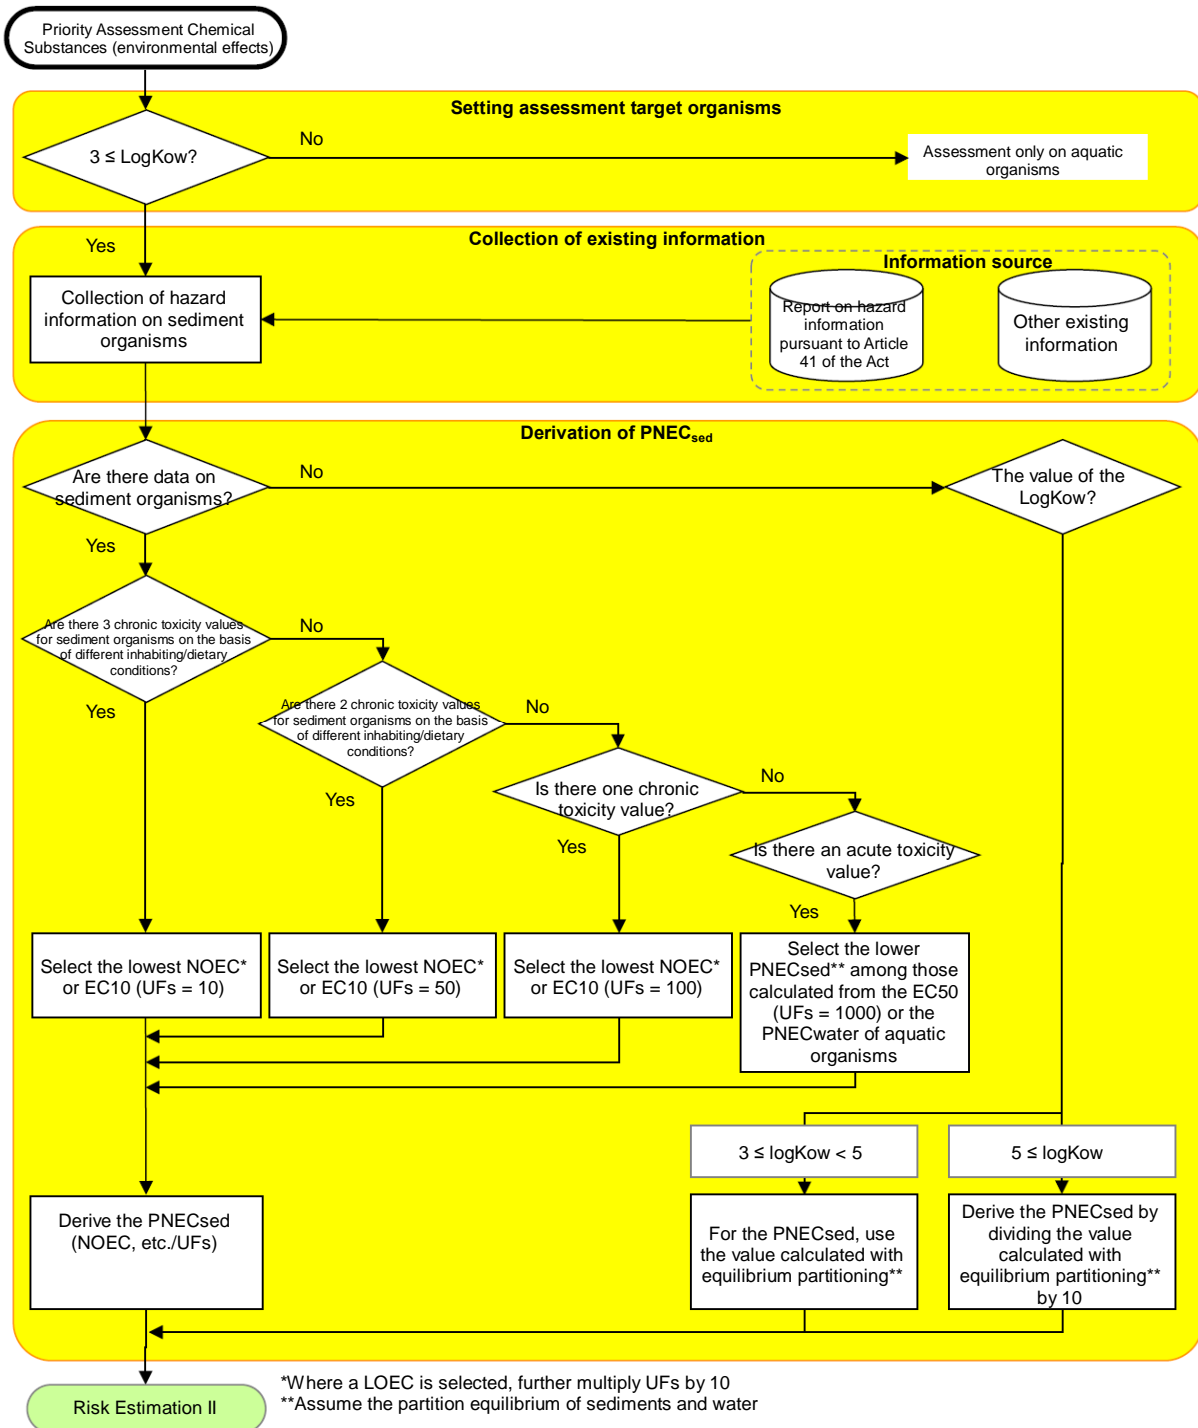 Priority Assessment Chemical
Substances (environmental effects)
Setting assessment target organisms
3 ≤ LogKow?
No
Assessment only on aquatic
organisms
Yes
Collection of existing information
Information source
Collection of hazard
information on sediment
organisms
Report on hazard
information
pursuant to Article
41 of the Act
Other existing
information
Derivation of PNECsed
Are there data on
sediment organisms?
No
The value of the
LogKow?
Yes
Are there 3 chronic toxicity values
for sediment organisms on the basis
of different inhabiting/dietary
conditions?
No
Yes
Are there 2 chronic toxicity values
for sediment organisms on the basis
of different inhabiting/dietary
conditions?
No
Yes
Is there one chronic
toxicity value?
No
Yes
Is there an acute toxicity
value?
Yes
Select the lowest NOEC*
or EC10 (UFs = 10)
Select the lowest NOEC*
or EC10 (UFs = 50)
Select the lowest NOEC*
or EC10 (UFs = 100)
Select the lower
PNECsed** among those
calculated from the EC50
(UFs = 1000) or the
PNECwater of aquatic
organisms
3 ≤ logKow < 5
5 ≤ logKow
Derive the PNECsed
(NOEC, etc./UFs)
For the PNECsed, use
the value calculated with
equilibrium partitioning**
Derive the PNECsed by
dividing the value
calculated with
equilibrium partitioning**
by 10
Risk Estimation II
*Where a LOEC is selected, further multiply UFs by 10
**Assume the partition equilibrium of sediments and water